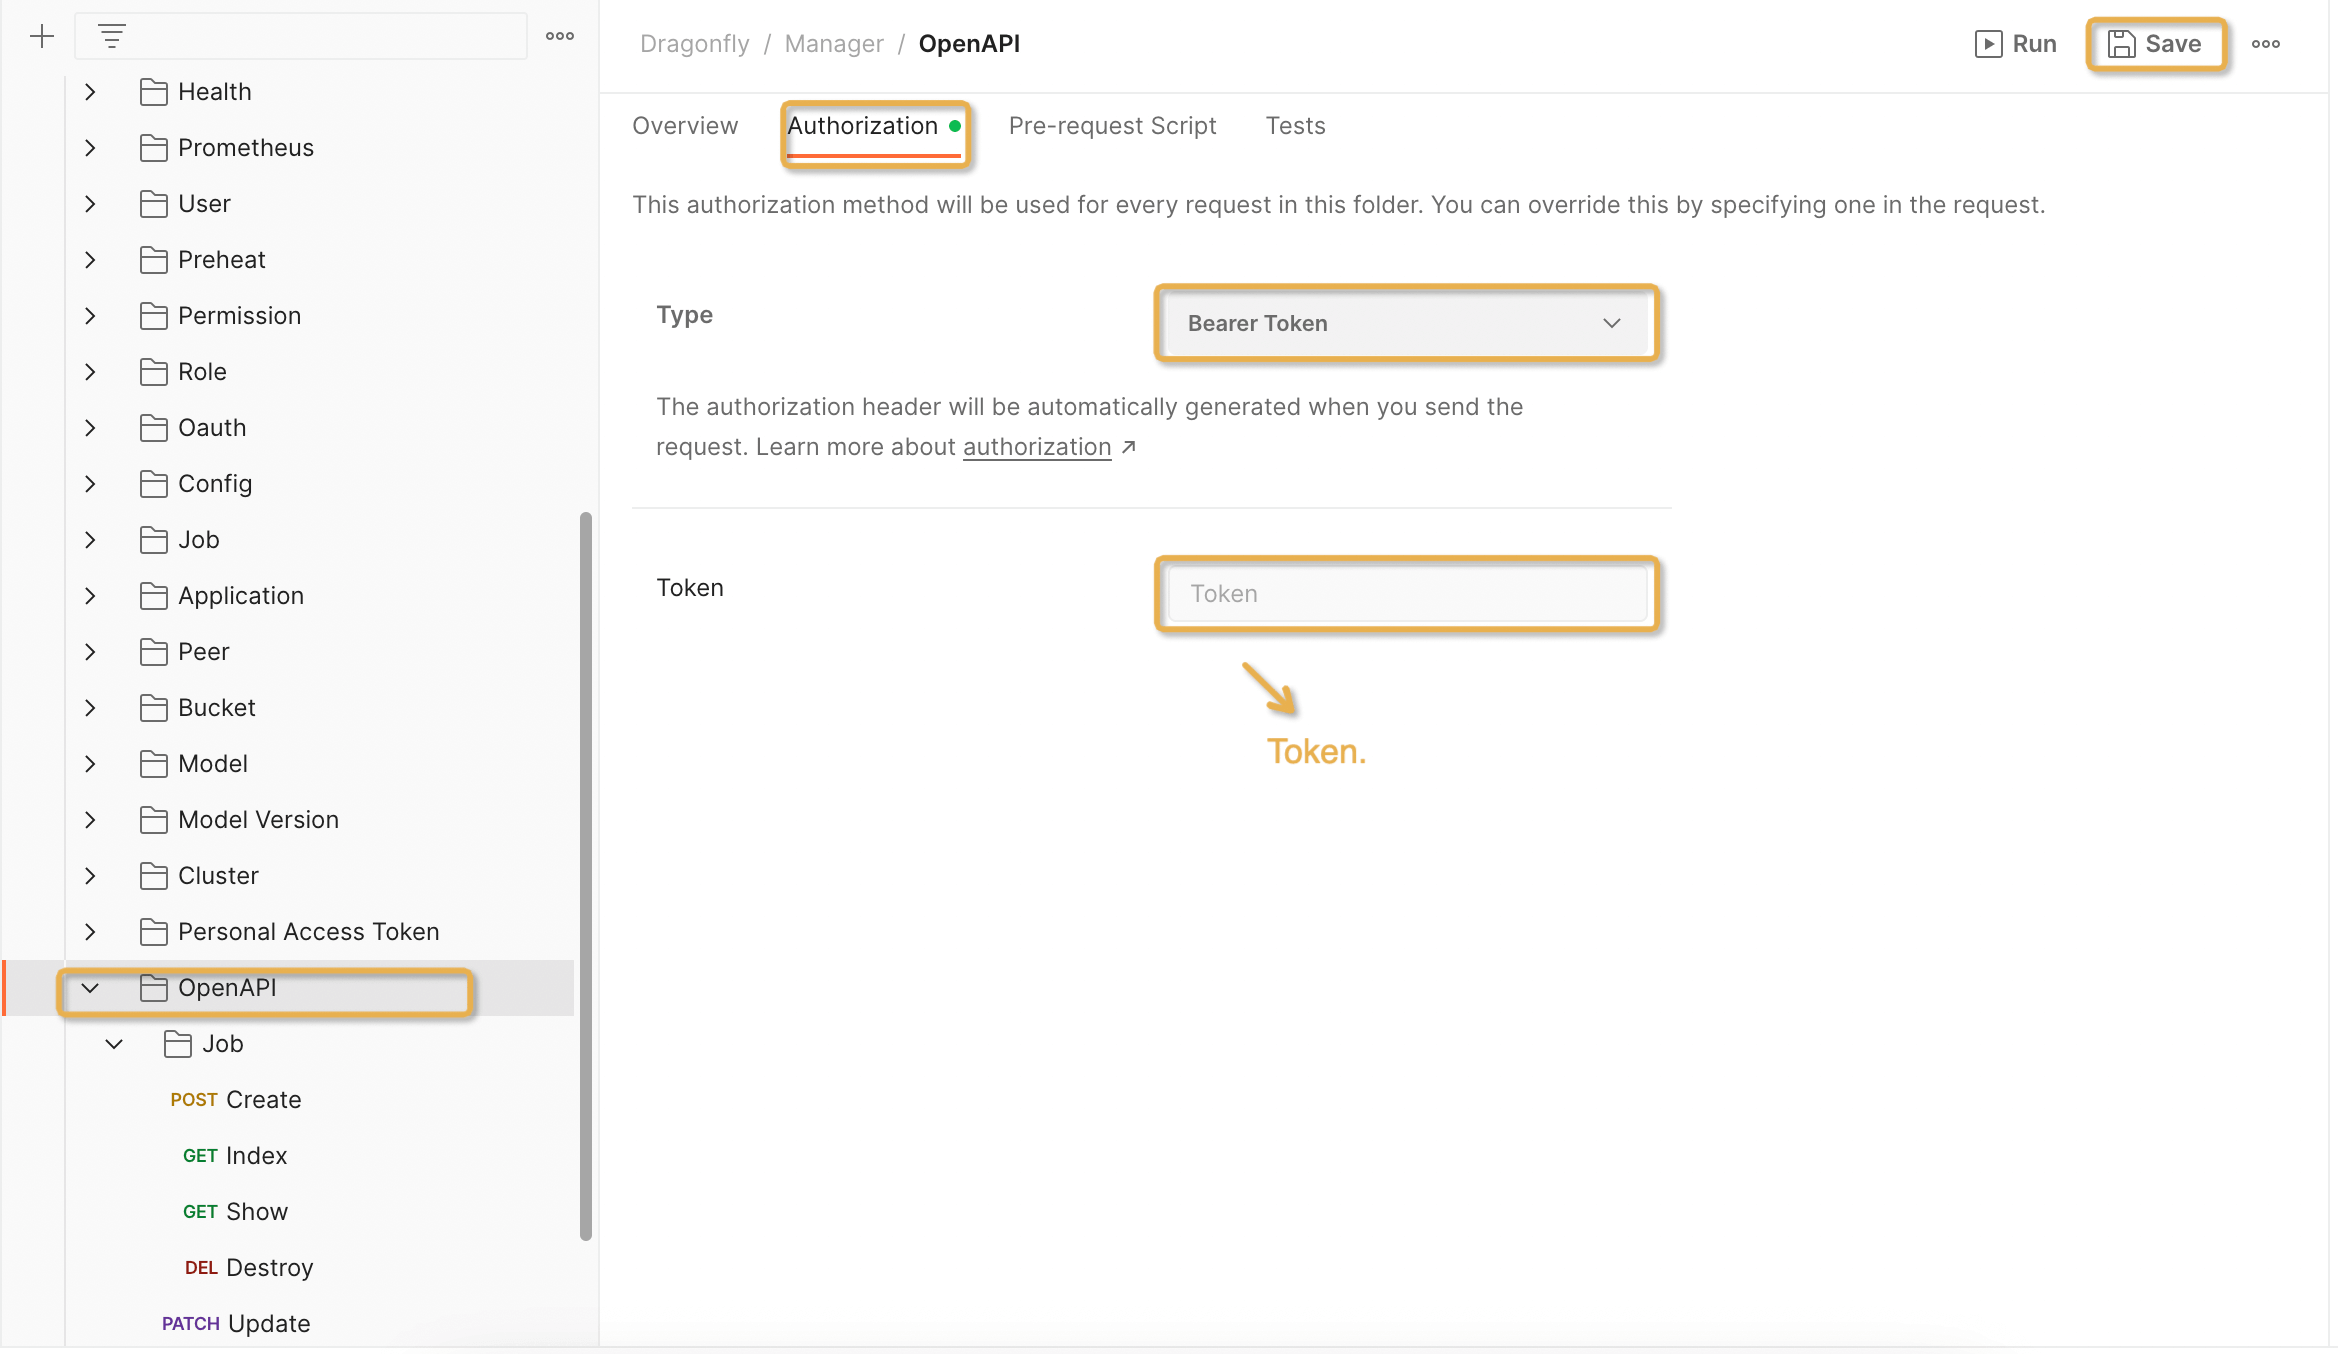 Health
Prometheus
User
Preheat
Permission
Role
Oauth
Config
Job
Application
Peer
Bucket
Model
Model Version
Cluster
Personal Access Token
OpenAPI
Job
POST Create
GET Index
GET Show
DEL Destroy
PATCH Update
Dragonfly / Manager / OpenAPI
Run
Save
Overview
Authorization
Pre-request Script
Tests
This authorization method will be used for every request in this folder. You can override this by specifying one in the request.
Type
Bearer Token
The authorization header will be automatically generated when you send the
request. Learn more about authorization ↗
Token
Token
Token.